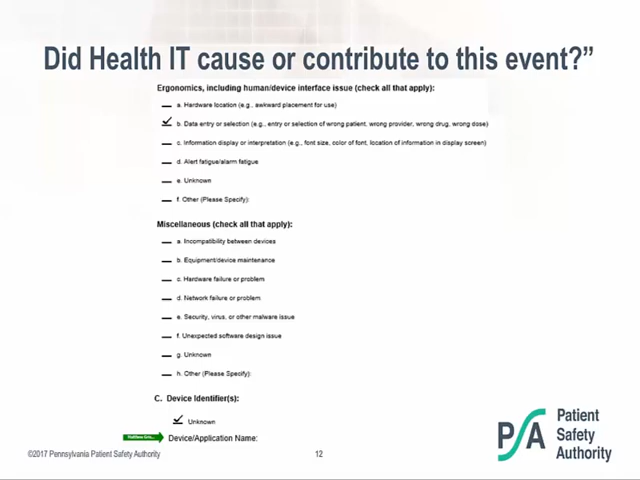 Did Health IT cause or contribute to this event?”
Ergonomics, including human/device interface issue (check all that apply):
a. Hardware location (e.g., awkward placement for use)
b. Data entry or selection (e.g., entry or selection of wrong patient, wrong provider, wrong drug, wrong dose)
c. Information display or interpretation (e.g., font size, color of font, location of information in display screen)
d. Alert fatigue/alarm fatigue
e. Unknown
f. Other (Please Specify):
Miscellaneous (check all that apply):
a. Incompatibility between devices
b. Equipment/device maintenance
c. Hardware failure or problem
d. Network failure or problem
e. Security, virus, or other malware issue
f. Unexpected software design issue
g. Unknown
h. Other (Please Specify):
C. Device Identifier(s):
Unknown
Device/Application Name:
©2017 Pennsylvania Patient Safety Authority
12
PSA
Patient
Safety
Authority